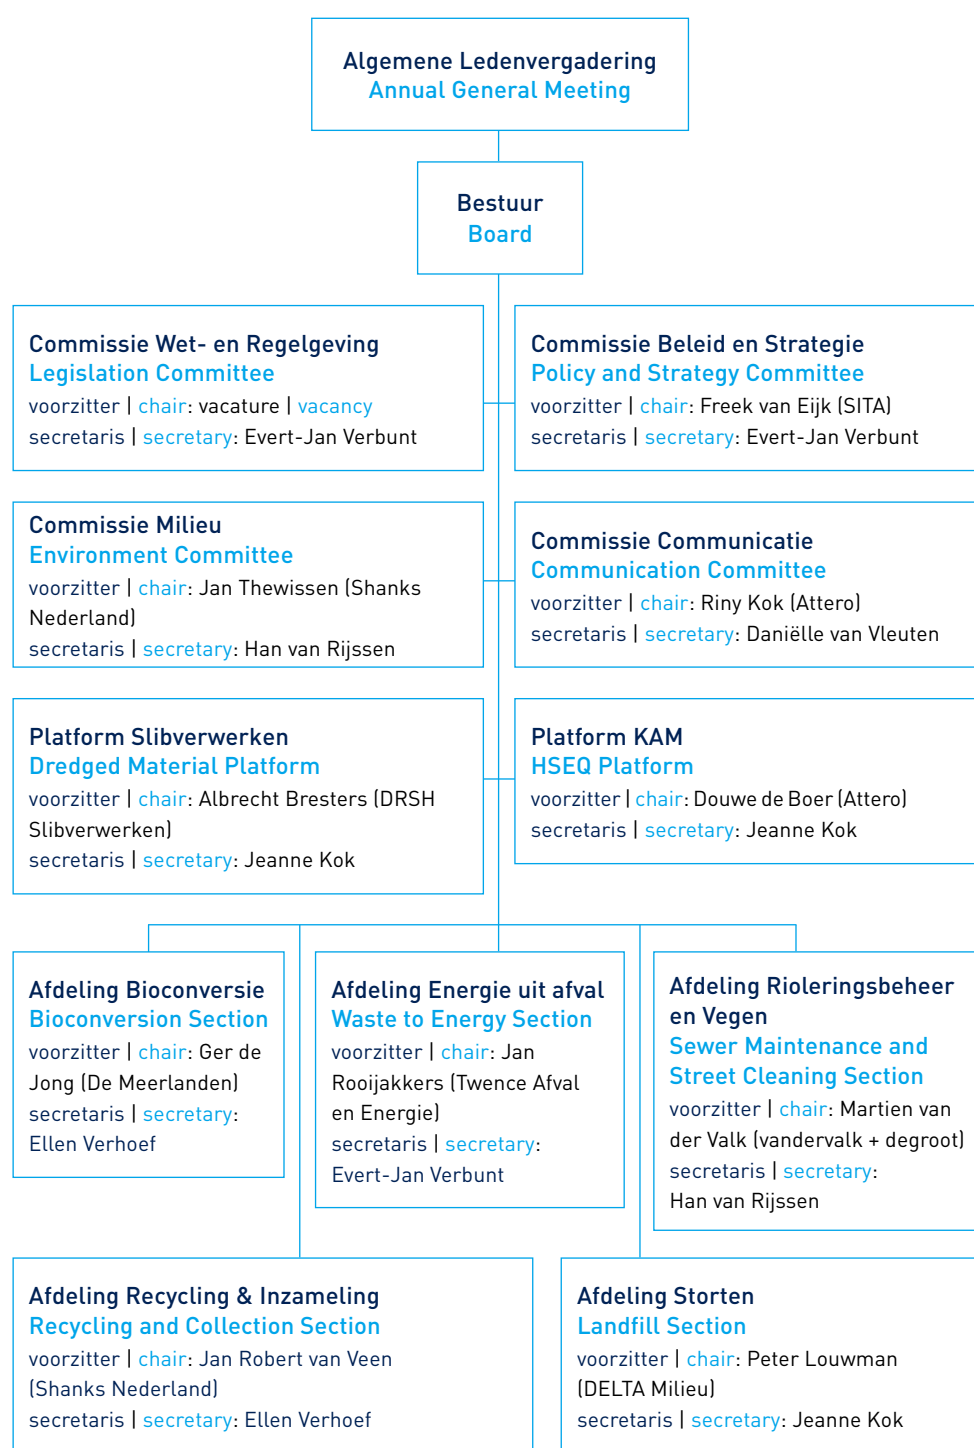 Algemene Ledenvergadering
Annual General Meeting
Bestuur
Board
Commissie Wet- en Regelgeving
Legislation Committee
voorzitter | chair: vacature | vacancy
secretaris | secretary: Evert-Jan Verbunt
Commissie Beleid en Strategie
Policy and Strategy Committee
voorzitter | chair: Freek van Eijk (SITA)
secretaris | secretary: Evert-Jan Verbunt
Commissie Milieu
Environment Committee
voorzitter | chair: Jan Thewissen (Shanks
Nederland)
secretaris | secretary: Han van Rijssen
Commissie Communicatie
Communication Committee
voorzitter | chair: Riny Kok (Attero)
secretaris | secretary: Daniëlle van Vleuten
Platform Slibverwerken
Dredged Material Platform
voorzitter | chair: Albrecht Bresters (DRSH
Slibverwerken)
secretaris | secretary: Jeanne Kok
Platform KAM
HSEQ Platform
voorzitter | chair: Douwe de Boer (Attero)
secretaris | secretary: Jeanne Kok
Afdeling Bioconversie
Bioconversion Section
voorzitter | chair: Ger de
Jong (De Meerlanden)
secretaris | secretary:
Ellen Verhoef
Afdeling Energie uit afval
Waste to Energy Section
voorzitter | chair: Jan
Rooijakkers (Twence Afval
en Energie)
secretaris | secretary:
Evert-Jan Verbunt
Afdeling Rioleringsbeheer
en Vegen
Sewer Maintenance and
Street Cleaning Section
voorzitter | chair: Martien van
der Valk (vandervalk + degroot)
secretaris | secretary:
Han van Rijssen
Afdeling Recycling & Inzameling
Recycling and Collection Section
voorzitter | chair: Jan Robert van Veen
(Shanks Nederland)
secretaris | secretary: Ellen Verhoef
Afdeling Storten
Landfill Section
voorzitter | chair: Peter Louwman
(DELTA Milieu)
secretaris | secretary: Jeanne Kok